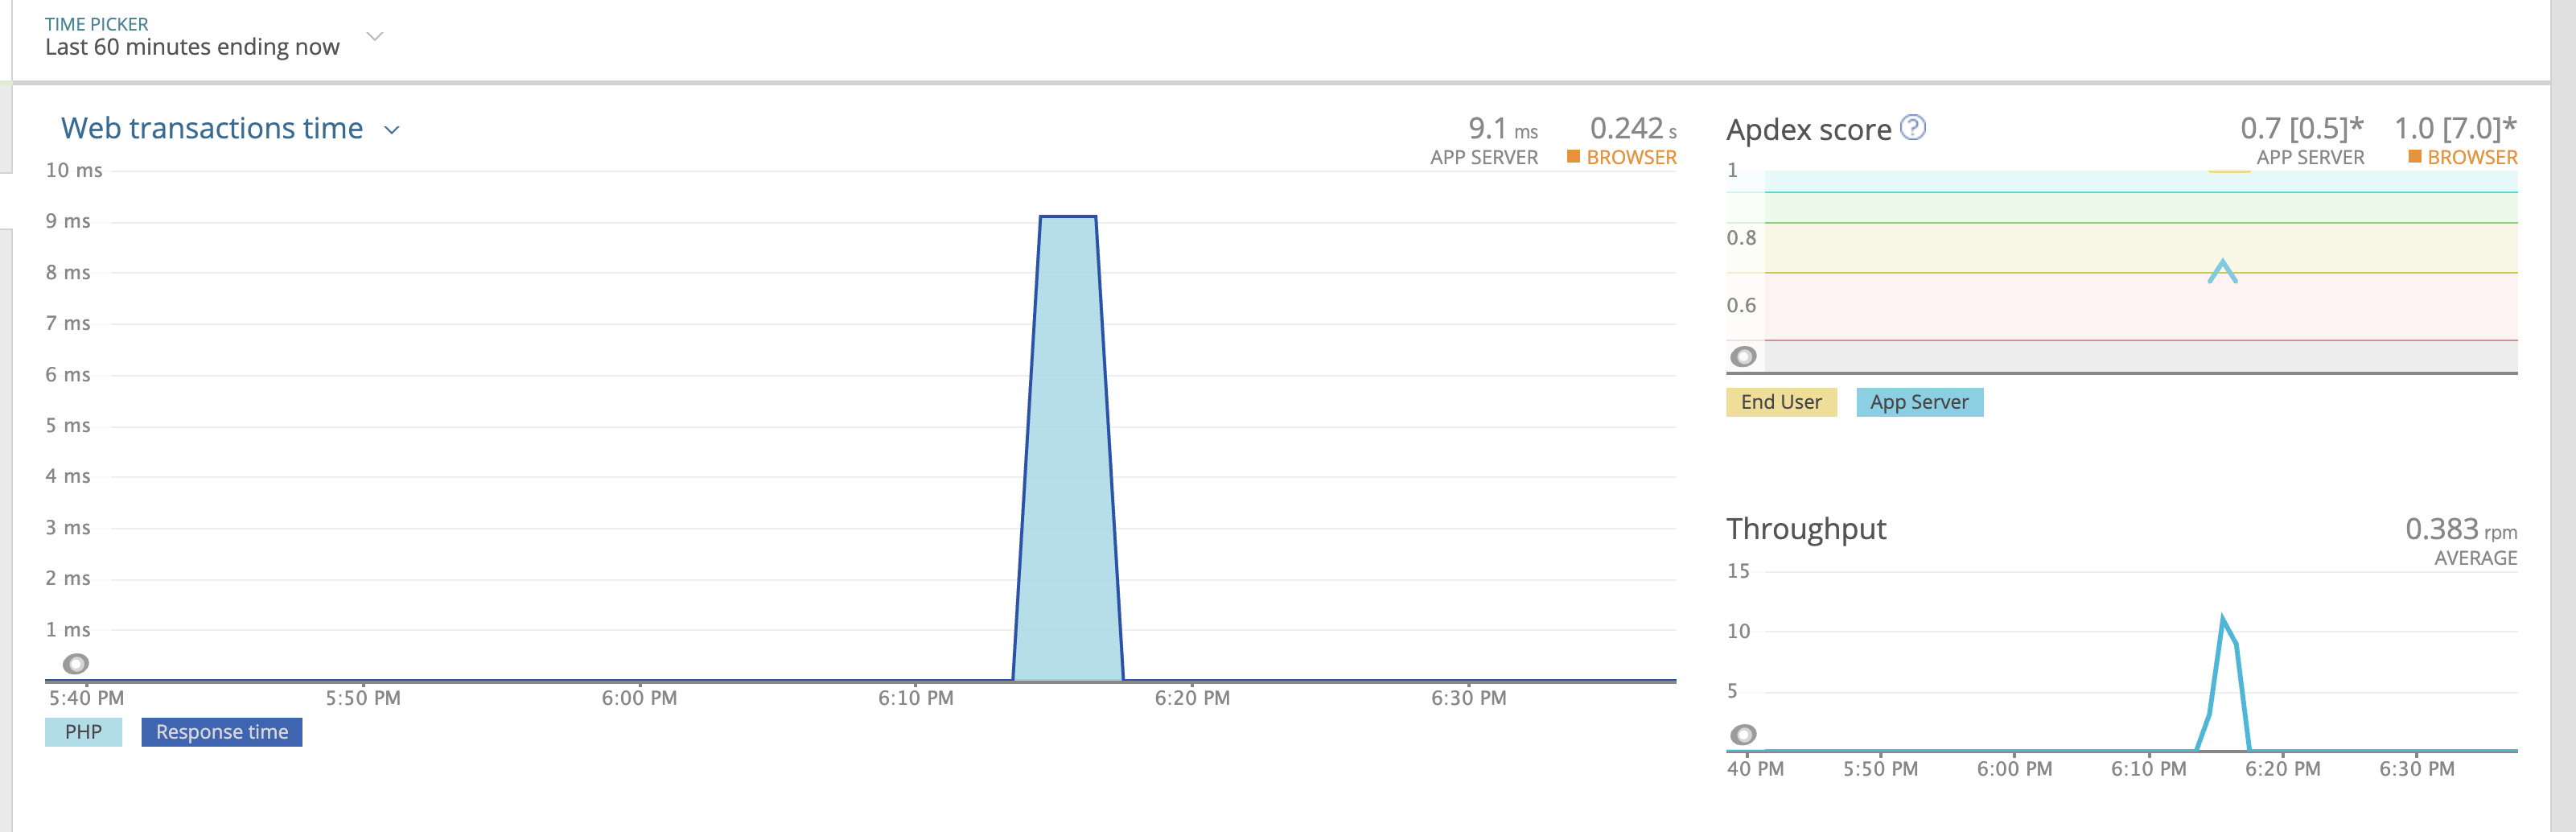 TIME PICKER
Last 60 minutes ending now
Web transactions time
9.1 ms
APP SERVER
0.242 s
BROWSER
10 ms
9 ms
8 ms
7 ms
6 ms
5 ms
4 ms
3 ms
2 ms
1 ms
5:40 PM 5:50 PM 6:00 PM 6:10 PM 6:20 PM 6:30 PM
PHP Response time
Apdex score ?
0.7 [0.5]*
APP SERVER
1.0 [7.0]*
BROWSER
1
0.8
0.6
End User App Server
Throughput
0.383 rpm
AVERAGE
15
10
5
40 PM 5:50 PM 6:00 PM 6:10 PM 6:20 PM 6:30 PM